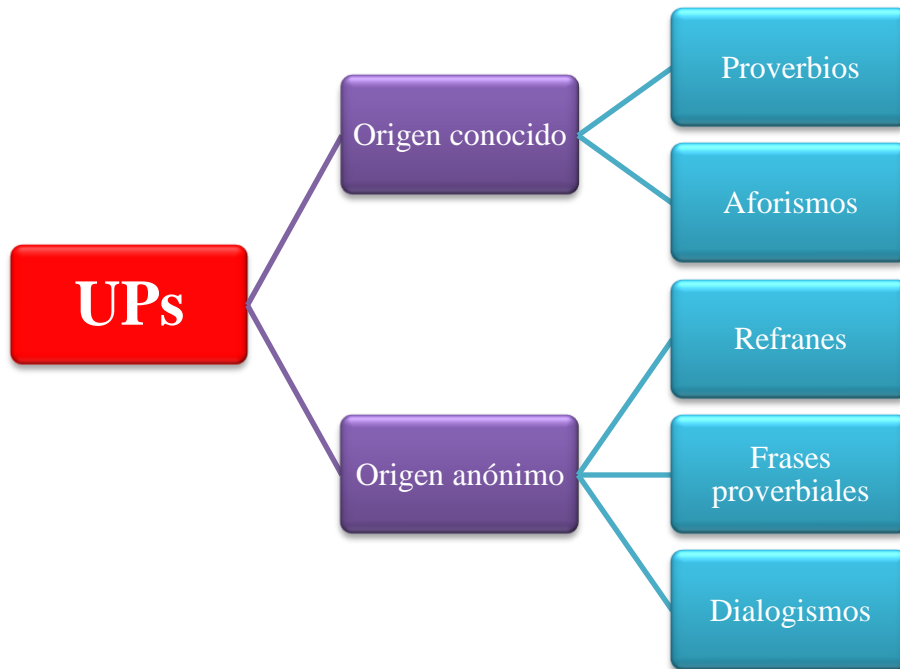 UPs
Origen conocido
Proverbios
Aforismos
Origen anónimo
Refranes
Frases
proverbiales
Dialogismos